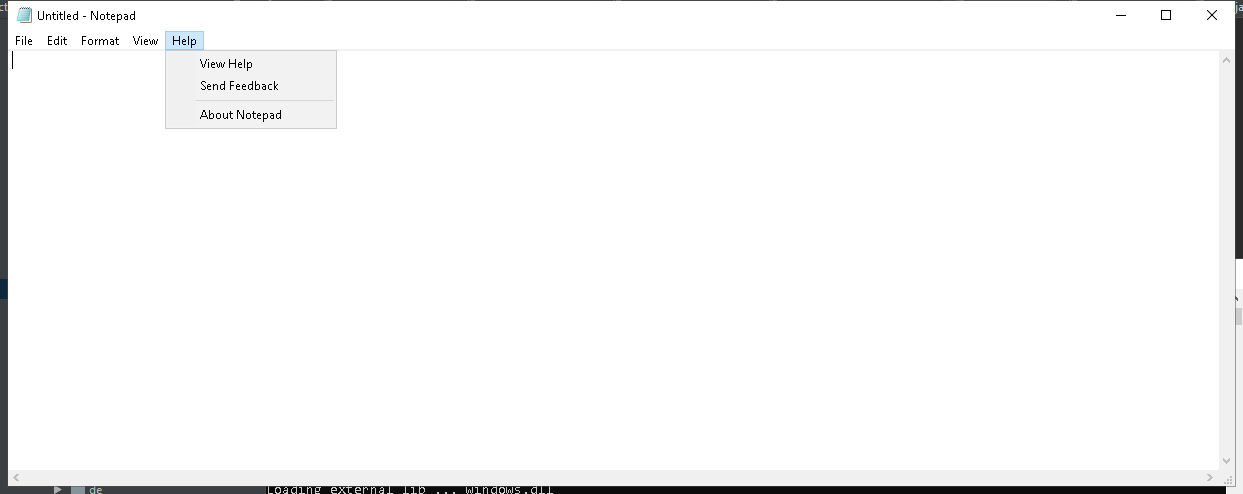 Untitled - Notepad
File Edit Format View Help
View Help
Send Feedback
About Notepad
de Loading external lib ... windows.dll